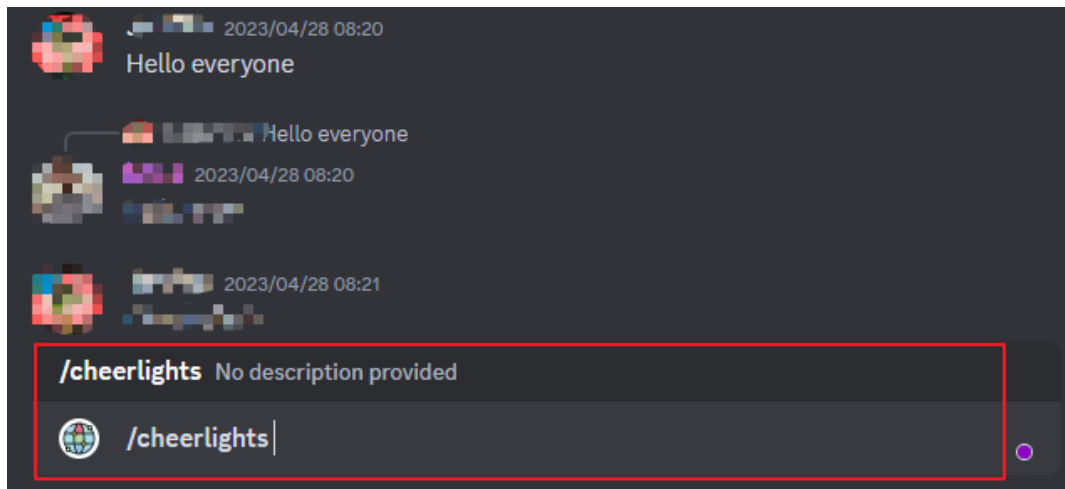 2023/04/28 08:20
Hello everyone
Hello everyone
2023/04/28 08:20
2023/04/28 08:21
/cheerlights No description provided
/cheerlights